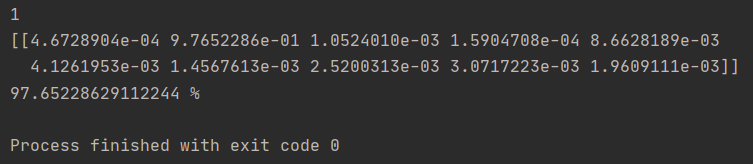 1
[[4.6728904e-04 9.7652286e-01 1.0524010e-03 1.5904708e-04 8.6628189e-03
4.1261953e-03 1.4567613e-03 2.5200313e-03 3.0717223e-03 1.9609111e-03]]
97.65228629112244 %
Process finished with exit code 0